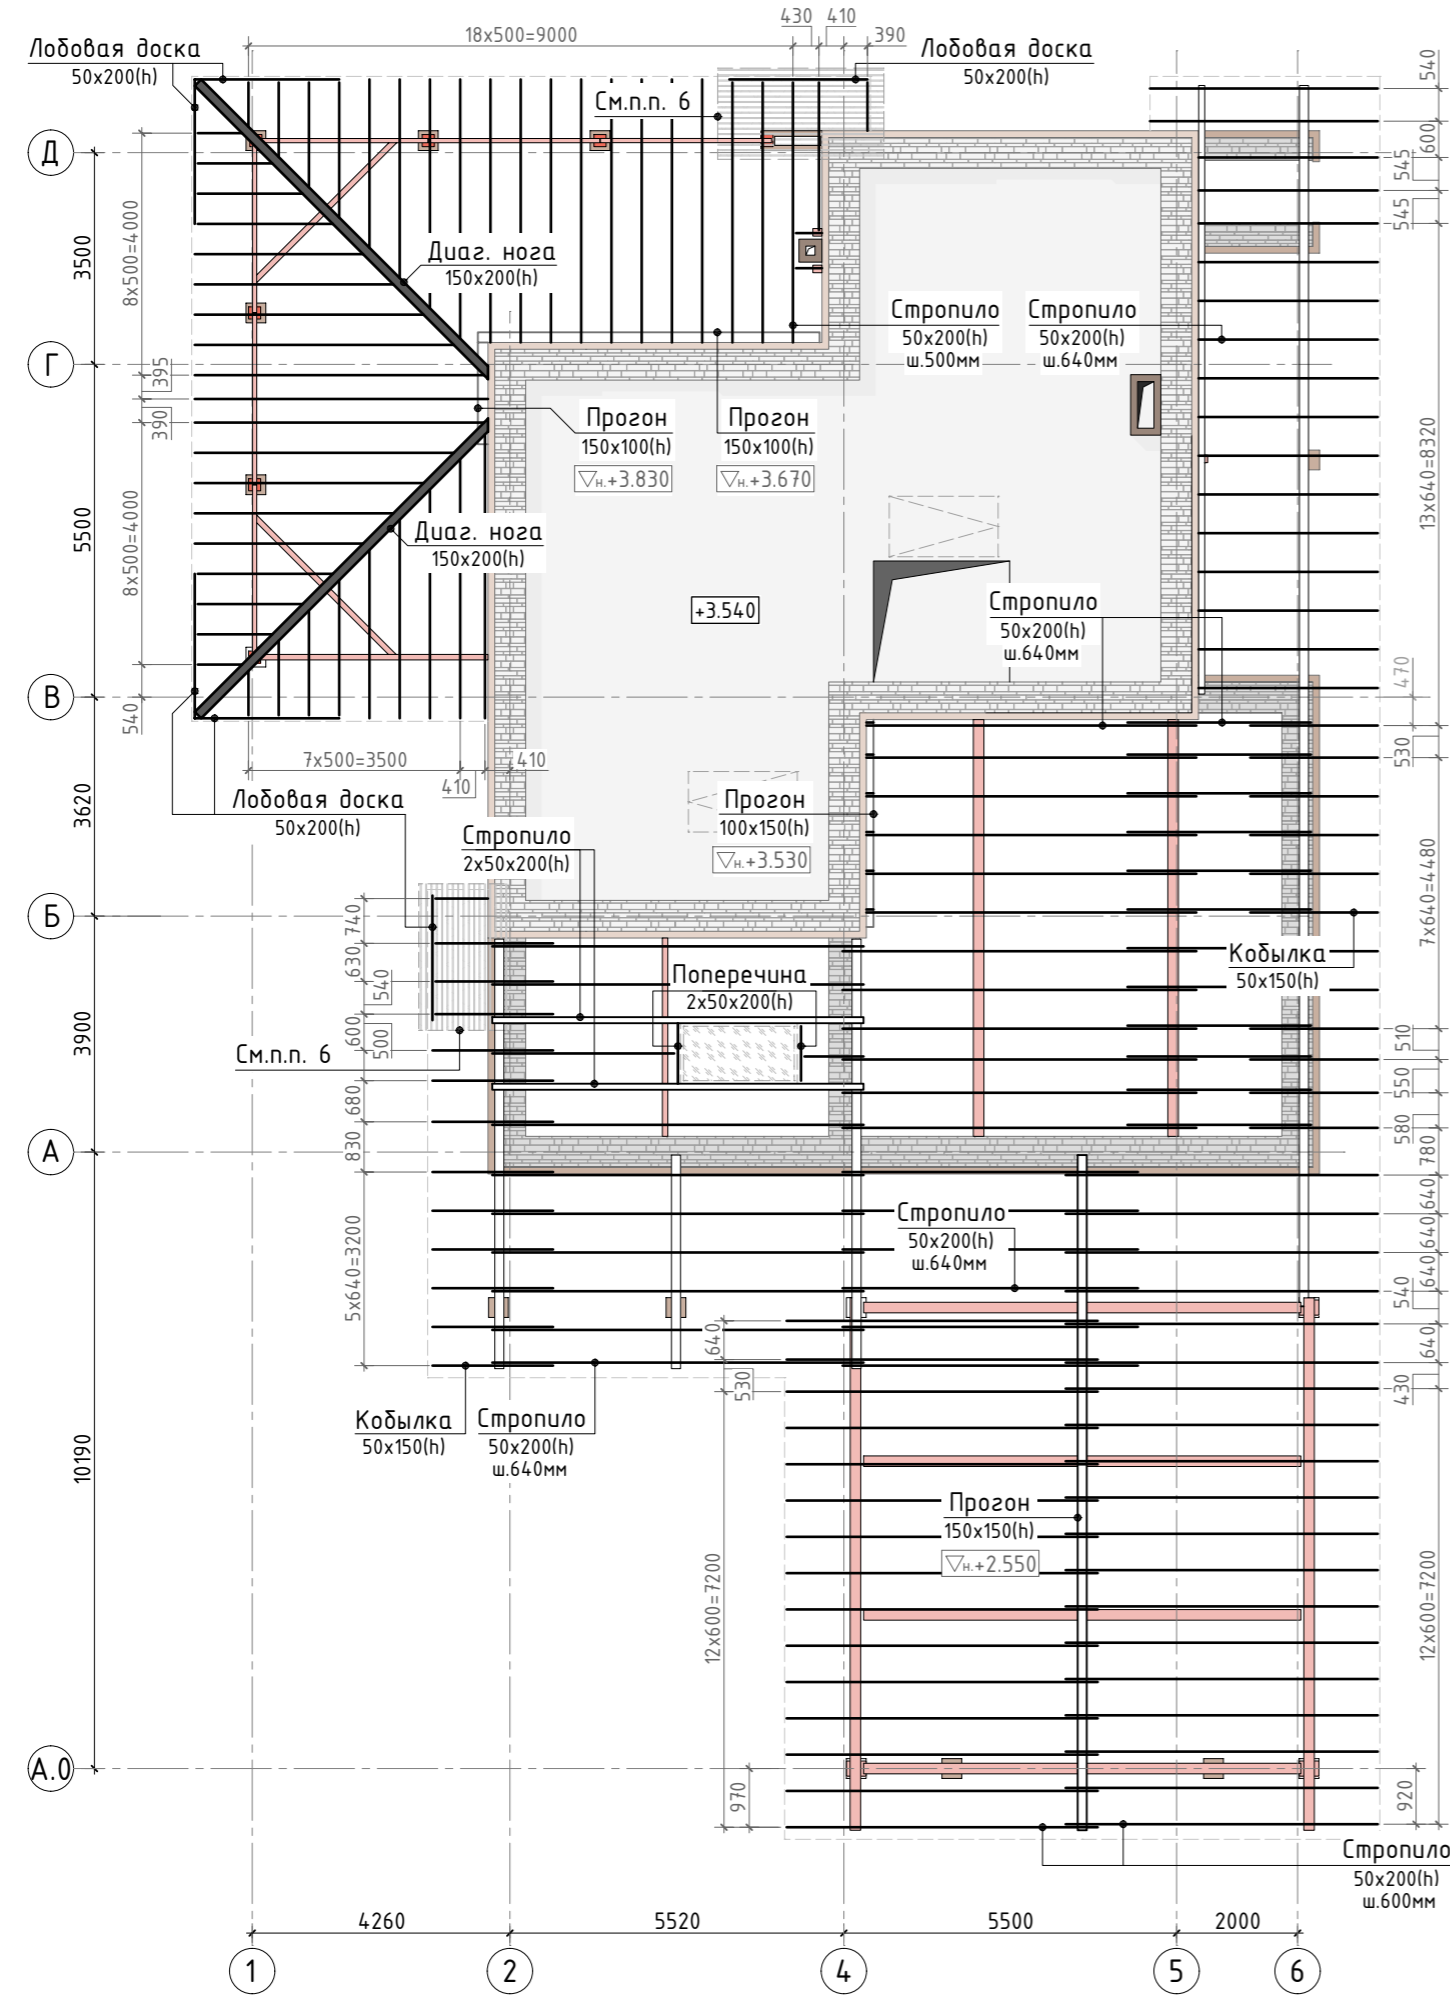 430
410
18х500=9000
390
Лобовая доска
50х200(h)
Лобовая доска
50х200(h)
См.п.п. 6
540
600
545
545
Д
3500
8х500=4000
Диаг. нога
150х200(h)
Стропило
50х200(h)
ш.500мм
Стропило
50х200(h)
ш.640мм
Г
395
390
Прогон
150х100(h)
Н.+3.830
Прогон
150х100(h)
Н.+3.670
13х640=8320
5500
8х500=4000
Диаг. нога
150х200(h)
+3.540
Стропило
50х200(h)
ш.640мм
В
540
470
530
7х500=3500
410
410
3620
Лобовая доска
50х200(h)
Прогон
100х150(h)
Н.+3.530
Стропило
2х50х200(h)
7х640=4480
Б
740
630
540
600
500
680
830
Кобылка
50х150(h)
Поперечина
2х50х200(h)
См.п.п. 6
3900
510
550
580
780
А
640
640
640
540
640
430
Стропило
50х200(h)
ш.640мм
5х640=3200
640
530
Кобылка
50х150(h)
Стропило
50х200(h)
ш.640мм
10190
Прогон
150х150(h)
Н.+2.550
12х600=7200
12х600=7200
А.0
970
920
Стропило
50х200(h)
ш.600мм
4260
5520
5500
2000
1
2
4
5
6